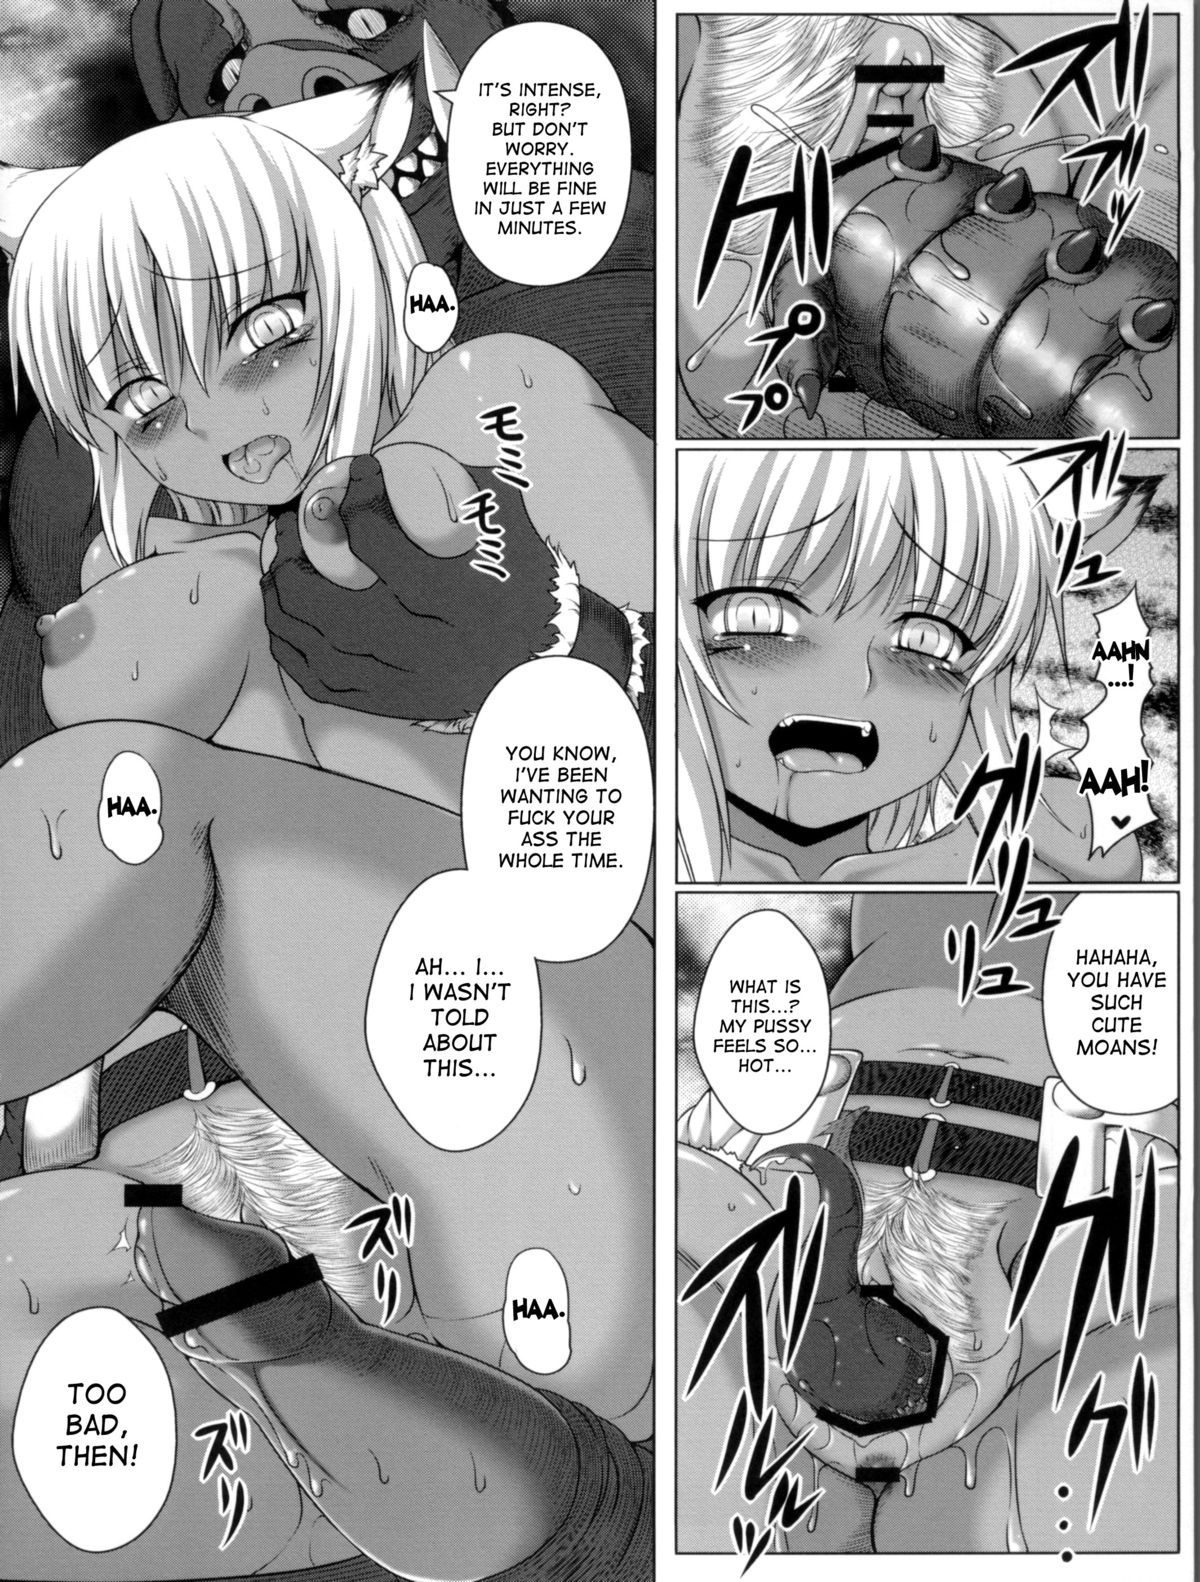 AAHN
...!
AAH!
HAHAHA,
YOU HAVE
SUCH
CUTE
MOANS!
WHAT IS
THIS...?
MY PUSSY
FEELS SO...
HOT...
IT'S INTENSE,
RIGHT?
BUT DON'T
WORRY.
EVERYTHING
WILL BE FINE
IN JUST A FEW
MINUTES.
HAA.
モミ
モミ
YOU KNOW,
I'VE BEEN
WANTING TO
FUCK YOUR
ASS THE
WHOLE TIME.
HAA.
AH... I...
I WASN'T
TOLD
ABOUT
THIS...
ズリ
HAA.
TOO
BAD,
THEN!
ズリ